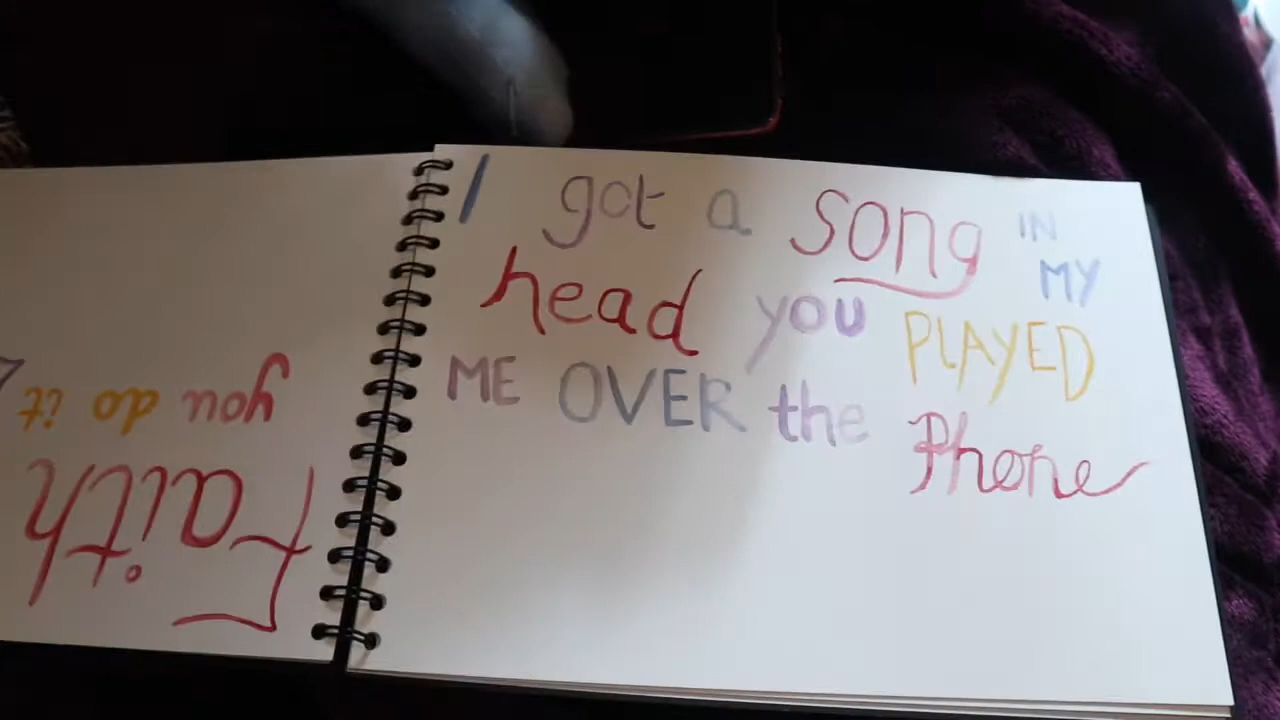 I got a song IN
MY
head you PLAYED
ME OVER the Phone
Faith
you do it